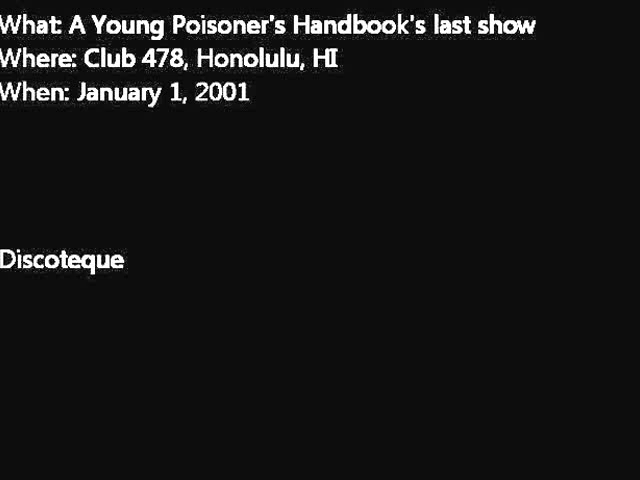 What: A Young Poisoner's Handbook's last show
Where: Club 478, Honolulu, HI
When: January 1, 2001
Discoteque